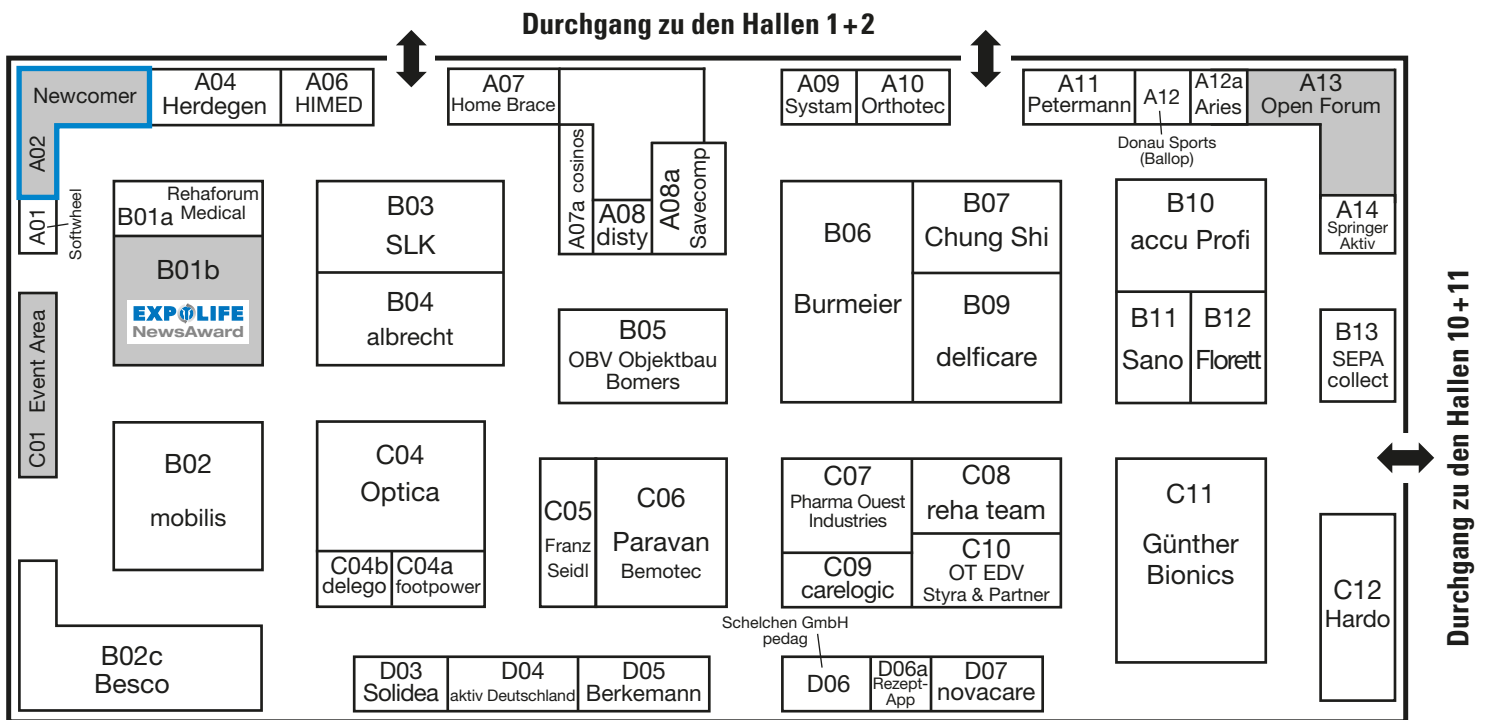 Durchgang zu den Hallen 1+2
Newcomer
A02
A04
Herdegen
A06
HIMED
A07
Home Brace
A09
Systam
A10
Orthotec
A11
Petermann
A12
Donau Sports
(Ballop)
A12a
Aries
A13
Open Forum
A01
Softwheel
B01a
Rehaforum
Medical
B01b
EXPOLIFE
NewsAward
B03
SLK
B04
albrecht
A07a cosinos
A08
disty
A08a
Savecomp
B05
OBV Objektbau
Bomers
B06
Burmeier
B07
Chung Shi
B09
delficare
B10
accu Profi
B11
Sano
B12
Florett
A14
Springer
Aktiv
B13
SEPA
collect
Durchgang zu den Hallen 10+11
C01 Event Area
B02
mobilis
C04
Optica
C04b
delego
C04a
footpower
C05
Franz
Seidl
C06
Paravan
Bemotec
C07
Pharma Ouest
Industries
C08
reha team
C09
carelogic
C10
OT EDV
Styra & Partner
C11
Günther
Bionics
C12
Hardo
B02c
Besco
D03
Solidea
D04
aktiv Deutschland
D05
Berkemann
Schelchen GmbH
pedag
D06
D06a
Rezept-
App
D07
novacare